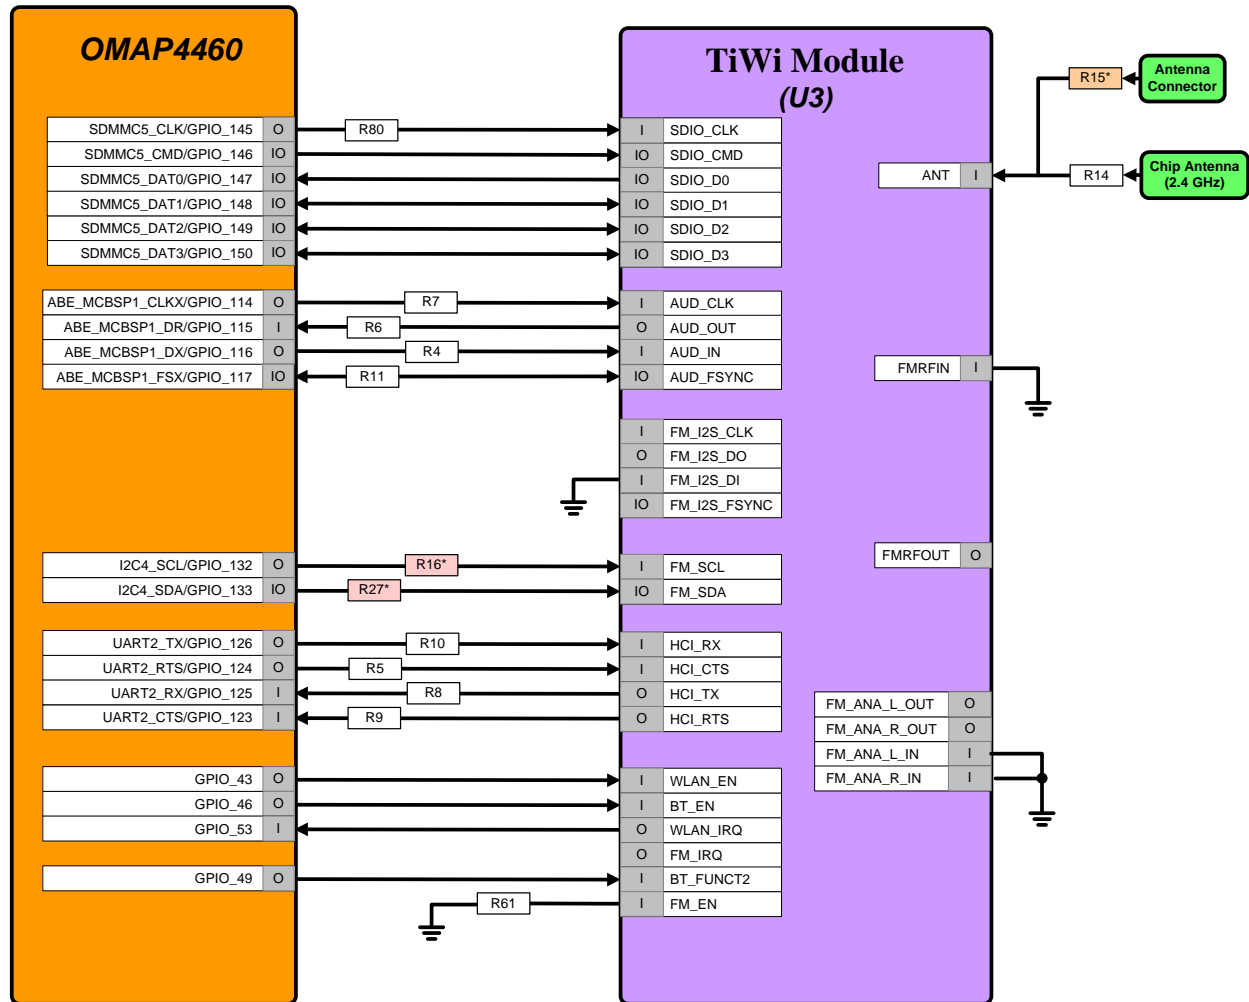 OMAP4460
TiWi Module
(U3)
Antenna
Connector
R15*
Chip Antenna
(2.4 GHz)
R14
ANT I
SDMMC5_CLK/GPIO_145 O R80 I SDIO_CLK
SDMMC5_CMD/GPIO_146 IO IO SDIO_CMD
SDMMC5_DAT0/GPIO_147 IO IO SDIO_D0
SDMMC5_DAT1/GPIO_148 IO IO SDIO_D1
SDMMC5_DAT2/GPIO_149 IO IO SDIO_D2
SDMMC5_DAT3/GPIO_150 IO IO SDIO_D3
ABE_MCBSP1_CLKX/GPIO_114 O R7 I AUD_CLK
ABE_MCBSP1_DR/GPIO_115 I R6 O AUD_OUT
ABE_MCBSP1_DX/GPIO_116 O R4 I AUD_IN
ABE_MCBSP1_FSX/GPIO_117 IO R11 IO AUD_FSYNC
FMRFIN I
I FM_I2S_CLK
O FM_I2S_DO
I FM_I2S_DI
IO FM_I2S_FSYNC
FMRFOUT O
I2C4_SCL/GPIO_132 O R16* I FM_SCL
I2C4_SDA/GPIO_133 IO R27* IO FM_SDA
UART2_TX/GPIO_126 O R10 I HCI_RX
UART2_RTS/GPIO_124 O R5 I HCI_CTS
UART2_RX/GPIO_125 I R8 O HCI_TX
UART2_CTS/GPIO_123 I R9 O HCI_RTS
FM_ANA_L_OUT O
FM_ANA_R_OUT O
FM_ANA_L_IN I
FM_ANA_R_IN I
GPIO_43 O I WLAN_EN
GPIO_46 O I BT_EN
GPIO_53 I O WLAN_IRQ
O FM_IRQ
GPIO_49 O I BT_FUNCT2
R61 I FM_EN